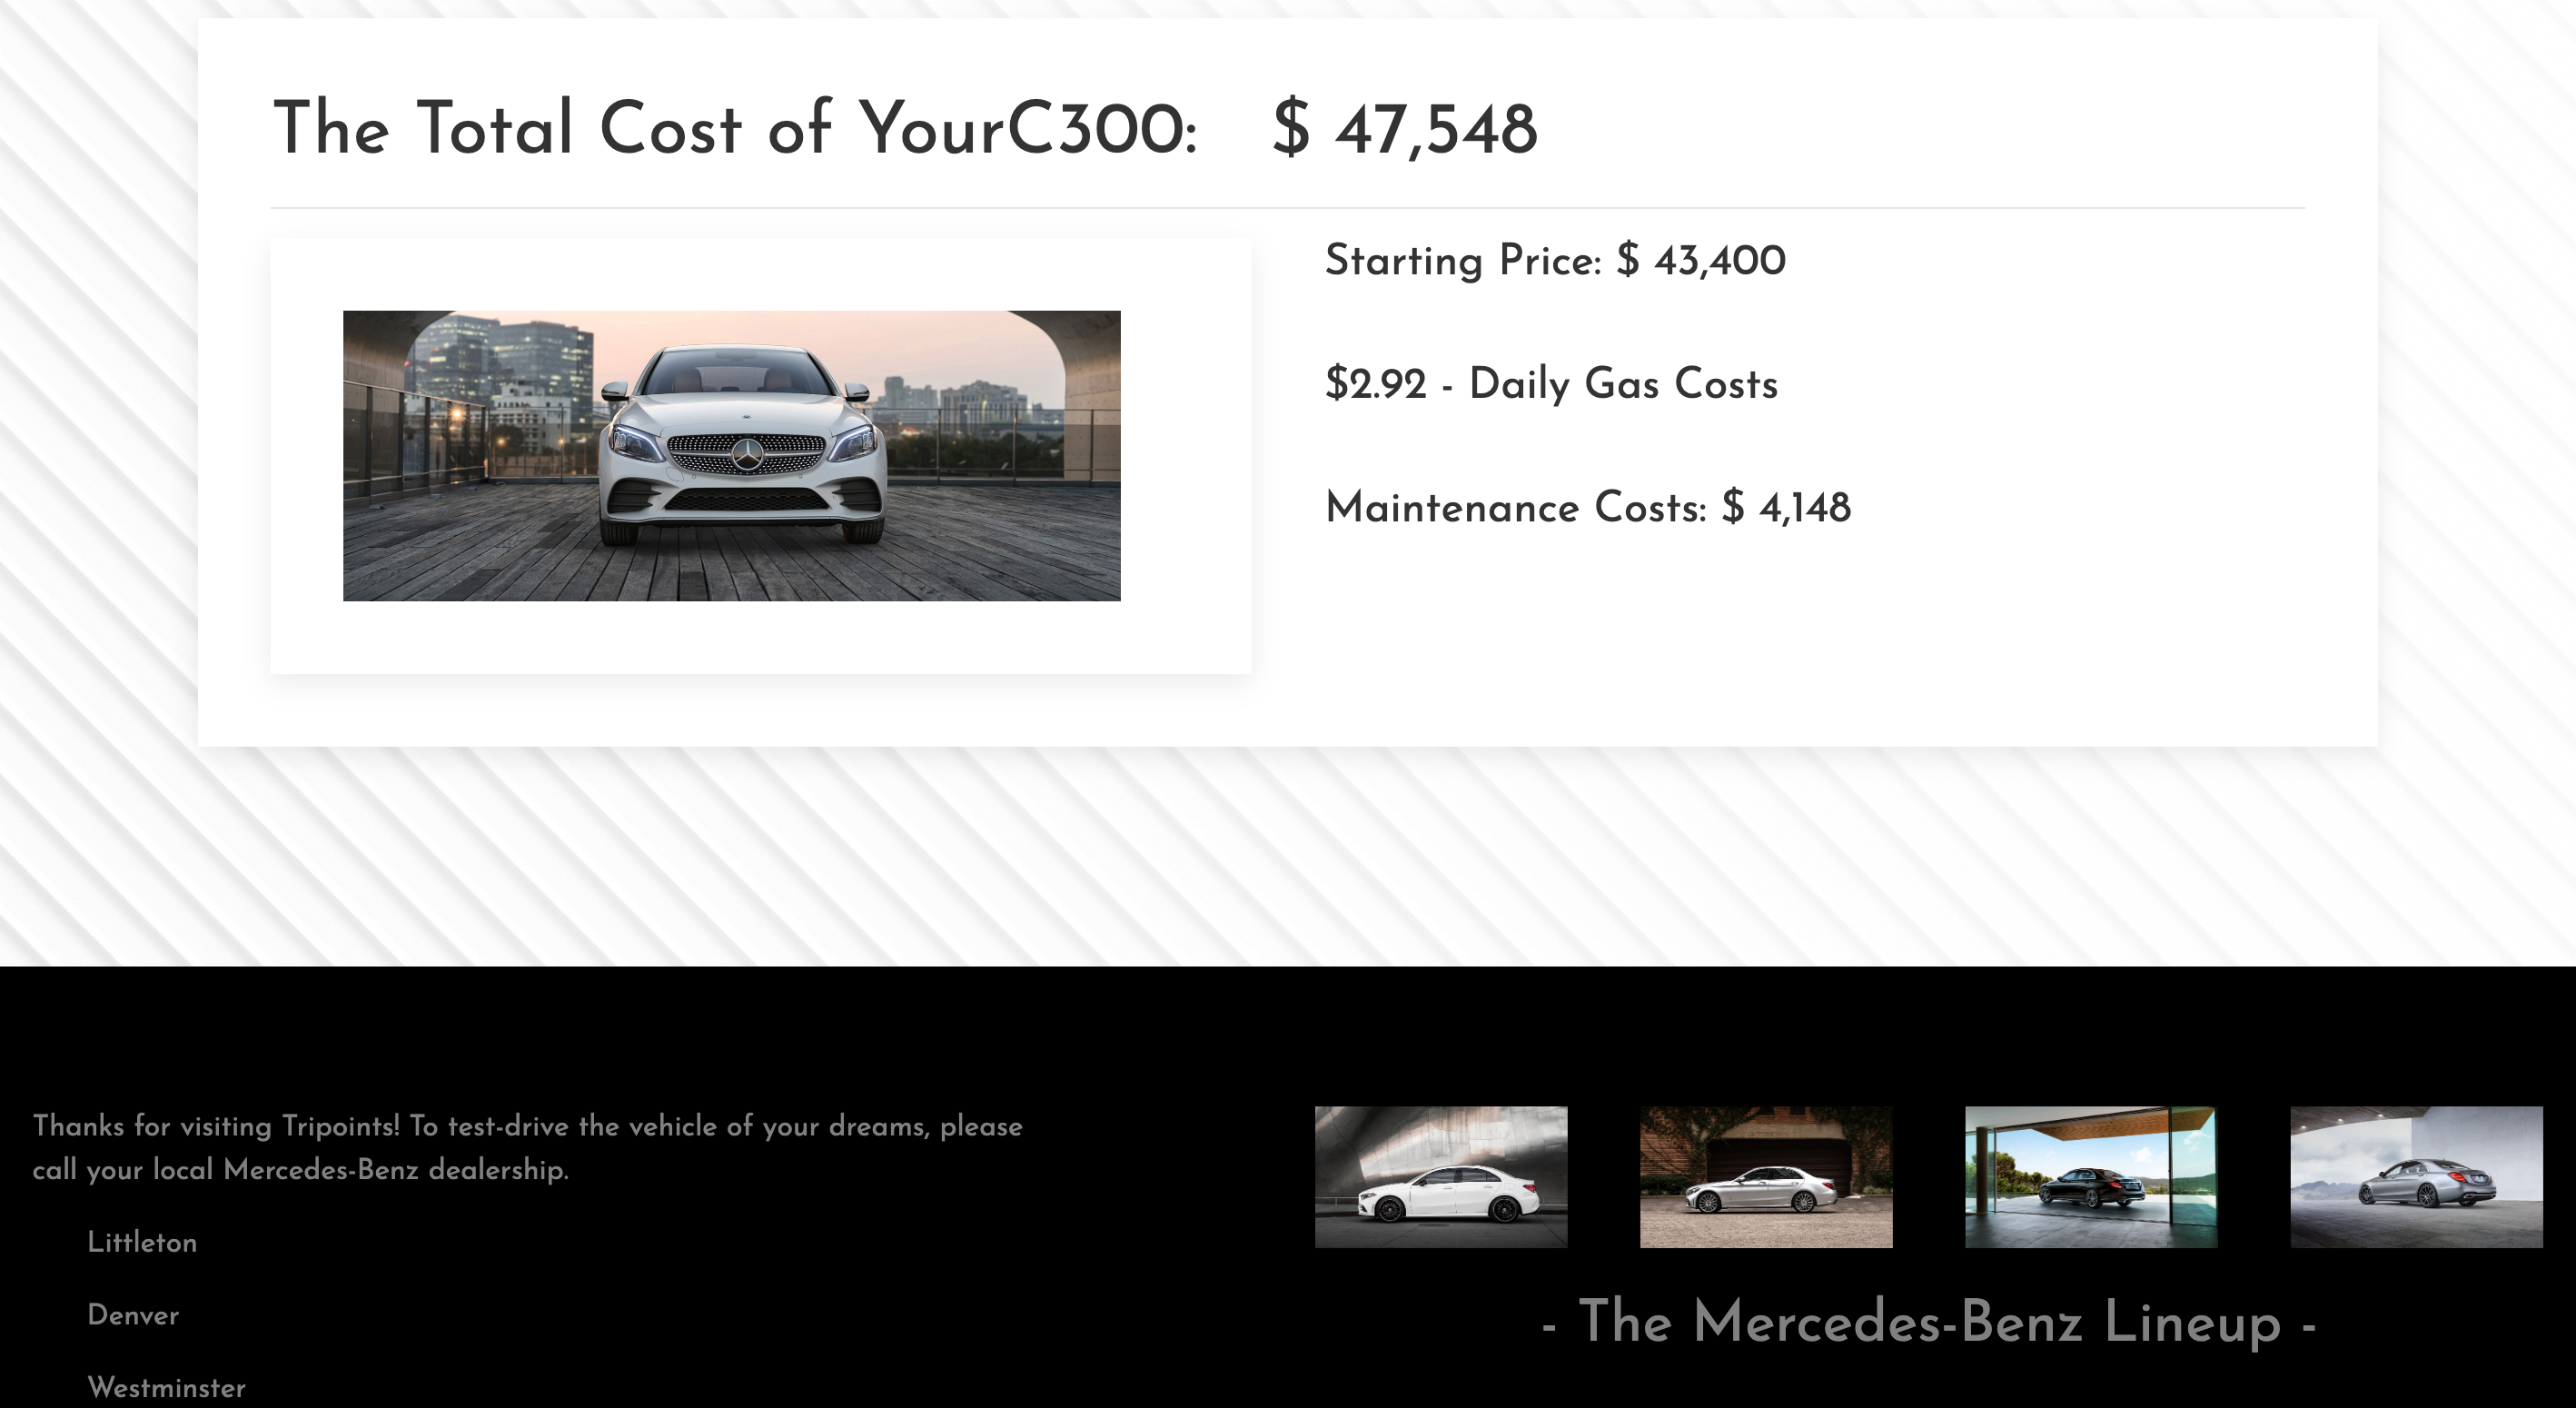 The Total Cost of YourC300: $ 47,548
Starting Price: $ 43,400
$2.92 - Daily Gas Costs
Maintenance Costs: $ 4,148
Thanks for visiting Tripoints! To test-drive the vehicle of your dreams, please
call your local Mercedes-Benz dealership.
Littleton
Denver
Westminster
- The Mercedes-Benz Lineup -